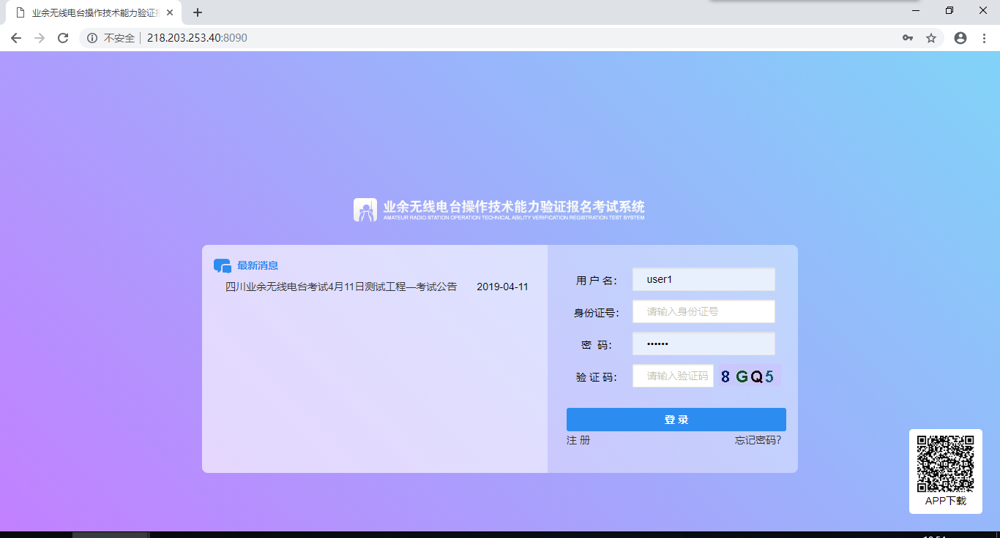 业余无线电台操作技术能力验证报
不安全 218.203.253.40:8090
业余无线电台操作技术能力验证报名考试系统
AMATEUR RADIO STATION OPERATION TECHNICAL ABILITY VERIFICATION REGISTRATION TEST SYSTEM
最新消息
四川业余无线电台考试4月11日测试工程—考试公告 2019-04-11
用 户 名: user1
身份证号: 请输入身份证号
密 码: ••••••
验 证 码: 请输入验证码 8 GQ5
登 录
注 册 忘记密码?
APP下载